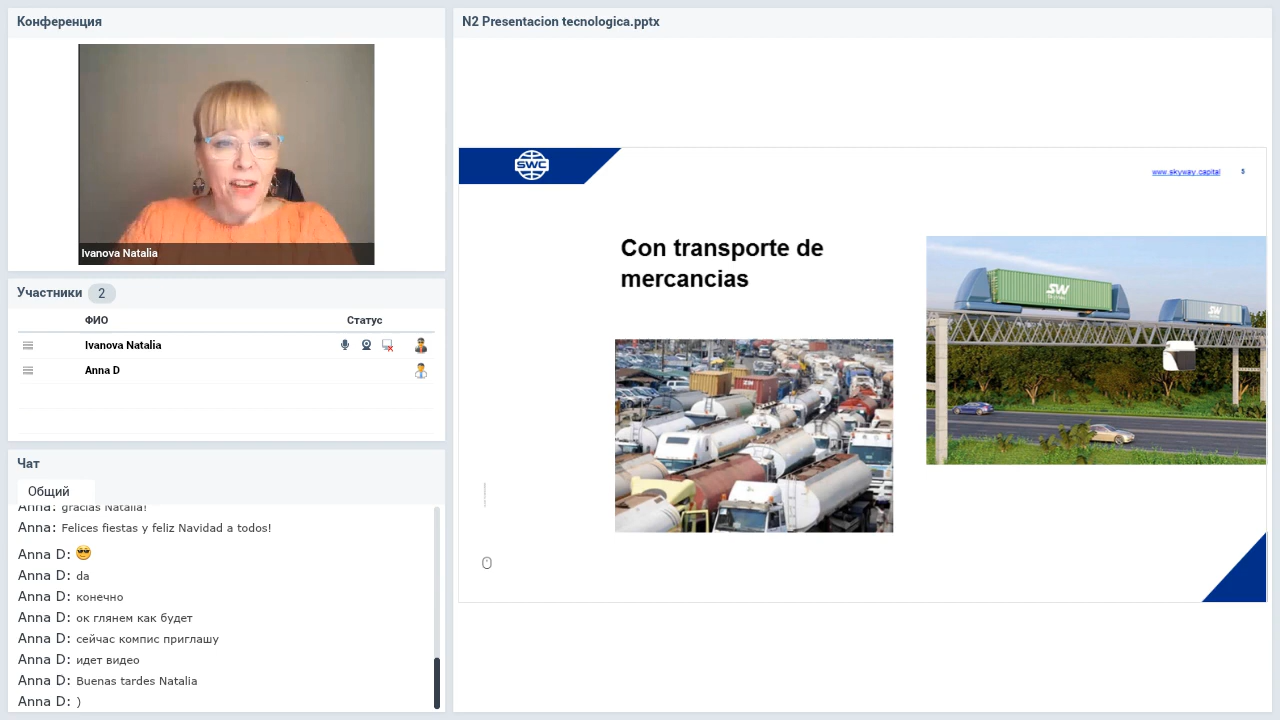 Конференция
Ivanova Natalia
Участники 2
ФИО Статус
Ivanova Natalia
Anna D
Чат
Общий
Anna: gracias Natalia!
Anna: Felices fiestas y feliz Navidad a todos!
Anna D:
Anna D: da
Anna D: конечно
Anna D: ок глянем как будет
Anna D: сейчас компис приглашу
Anna D: идет видео
Anna D: Buenas tardes Natalia
Anna D: )
N2 Presentacion tecnologica.pptx
SWC
www.skyway.capital 5
Con transporte de
mercancias
SW
SW